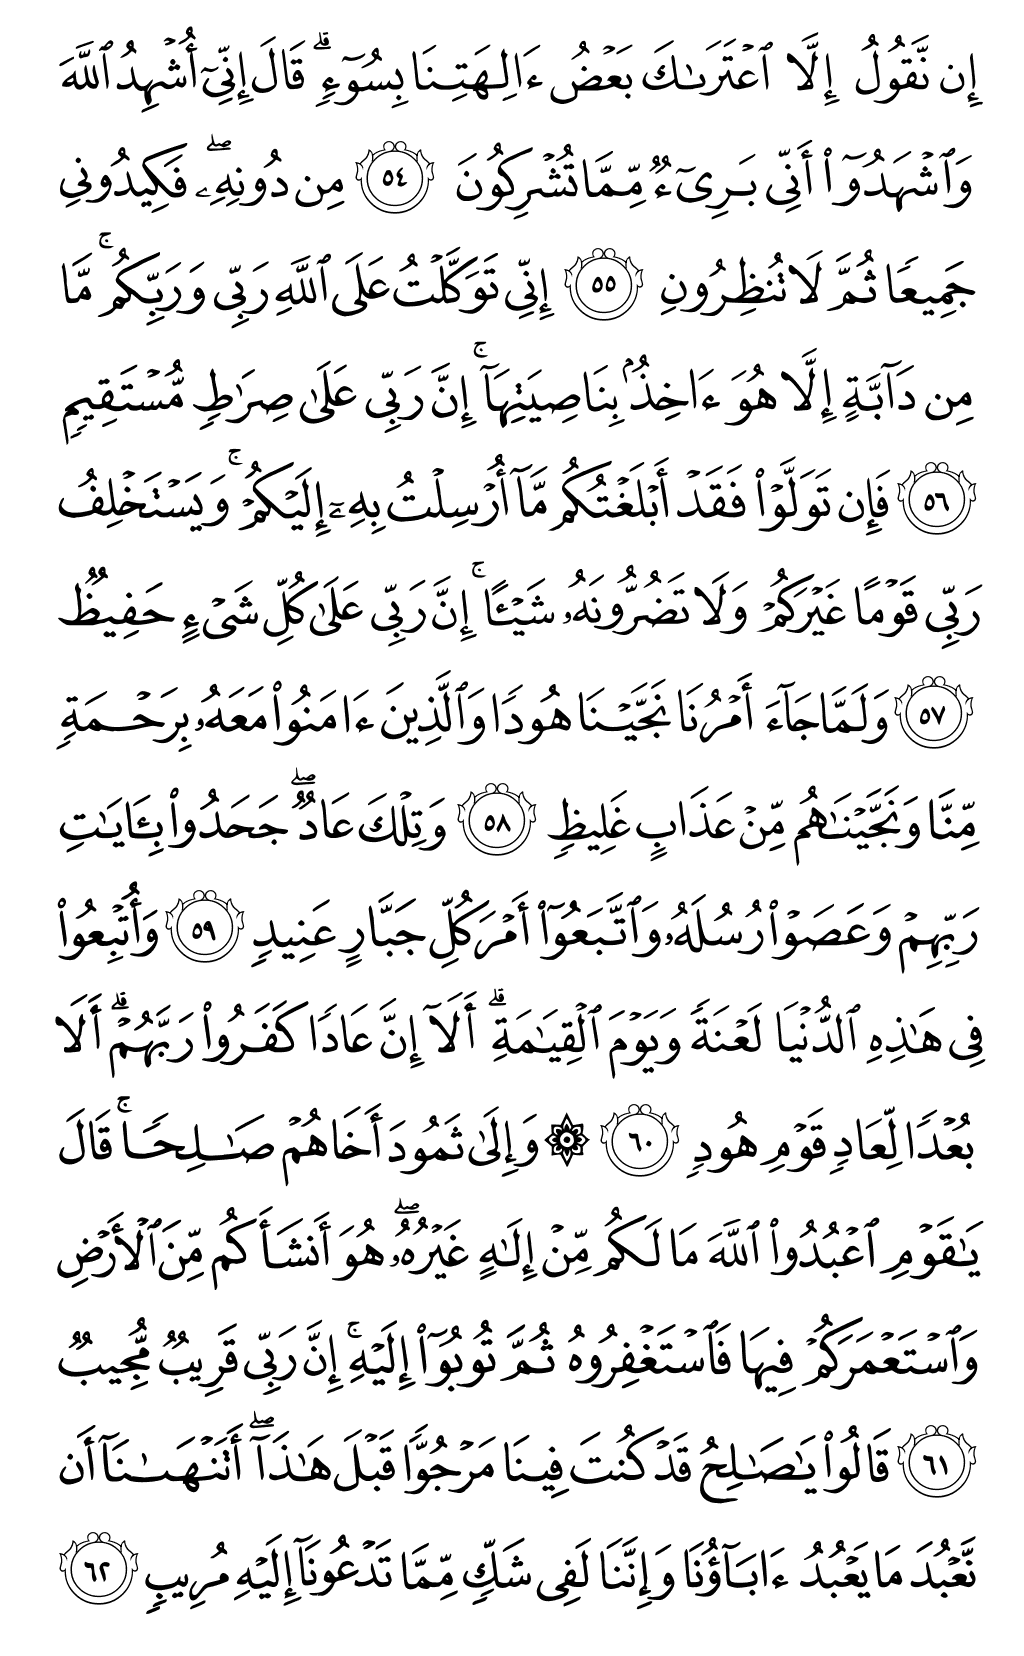 إِن نَّقُولُ إِلَّا ٱعۡتَرَىٰكَ بَعۡضُ ءَالِهَتِنَا بِسُوٓءٖۗ قَالَ إِنِّيٓ أُشۡهِدُ ٱللَّهَ
وَٱشۡهَدُوٓاْ أَنِّي بَرِيٓءٞ مِّمَّا تُشۡرِكُونَ ٥٤ مِن دُونِهِۦۖ فَكِيدُونِي
جَمِيعٗا ثُمَّ لَا تُنظِرُونِ ٥٥ إِنِّي تَوَكَّلۡتُ عَلَى ٱللَّهِ رَبِّي وَرَبِّكُمۚ مَّا
مِن دَآبَّةٍ إِلَّا هُوَ ءَاخِذُۢ بِنَاصِيَتِهَآۚ إِنَّ رَبِّي عَلَىٰ صِرَٰطٖ مُّسۡتَقِيمٖ
٥٦ فَإِن تَوَلَّوۡاْ فَقَدۡ أَبۡلَغۡتُكُم مَّآ أُرۡسِلۡتُ بِهِۦٓ إِلَيۡكُمۡۚ وَيَسۡتَخۡلِفُ
رَبِّي قَوۡمًا غَيۡرَكُمۡ وَلَا تَضُرُّونَهُۥ شَيۡـًٔاۚ إِنَّ رَبِّي عَلَىٰ كُلِّ شَيۡءٍ حَفِيظٞ
٥٧ وَلَمَّا جَآءَ أَمۡرُنَا نَجَّيۡنَا هُودٗا وَٱلَّذِينَ ءَامَنُواْ مَعَهُۥ بِرَحۡمَةٖ
مِّنَّا وَنَجَّيۡنَٰهُم مِّنۡ عَذَابٍ غَلِيظٖ ٥٨ وَتِلۡكَ عَادٞۖ جَحَدُواْ بِـَٔايَٰتِ
رَبِّهِمۡ وَعَصَوۡاْ رُسُلَهُۥ وَٱتَّبَعُوٓاْ أَمۡرَ كُلِّ جَبَّارٍ عَنِيدٖ ٥٩ وَأُتۡبِعُواْ
فِي هَٰذِهِ ٱلدُّنۡيَا لَعۡنَةٗ وَيَوۡمَ ٱلۡقِيَٰمَةِۗ أَلَآ إِنَّ عَادٗا كَفَرُواْ رَبَّهُمۡۗ أَلَا
بُعۡدٗا لِّعَادٖ قَوۡمِ هُودٖ ٦٠ ۞ وَإِلَىٰ ثَمُودَ أَخَاهُمۡ صَٰلِحٗاۚ قَالَ
يَٰقَوۡمِ ٱعۡبُدُواْ ٱللَّهَ مَا لَكُم مِّنۡ إِلَٰهٍ غَيۡرُهُۥۖ هُوَ أَنشَأَكُم مِّنَ ٱلۡأَرۡضِ
وَٱسۡتَعۡمَرَكُمۡ فِيهَا فَٱسۡتَغۡفِرُوهُ ثُمَّ تُوبُوٓاْ إِلَيۡهِۚ إِنَّ رَبِّي قَرِيبٞ مُّجِيبٞ
٦١ قَالُواْ يَٰصَٰلِحُ قَدۡ كُنتَ فِينَا مَرۡجُوّٗا قَبۡلَ هَٰذَآۖ أَتَنۡهَىٰنَآ أَن
نَّعۡبُدَ مَا يَعۡبُدُ ءَابَآؤُنَا وَإِنَّنَا لَفِي شَكّٖ مِّمَّا تَدۡعُونَآ إِلَيۡهِ مُرِيبٖ ٦٢